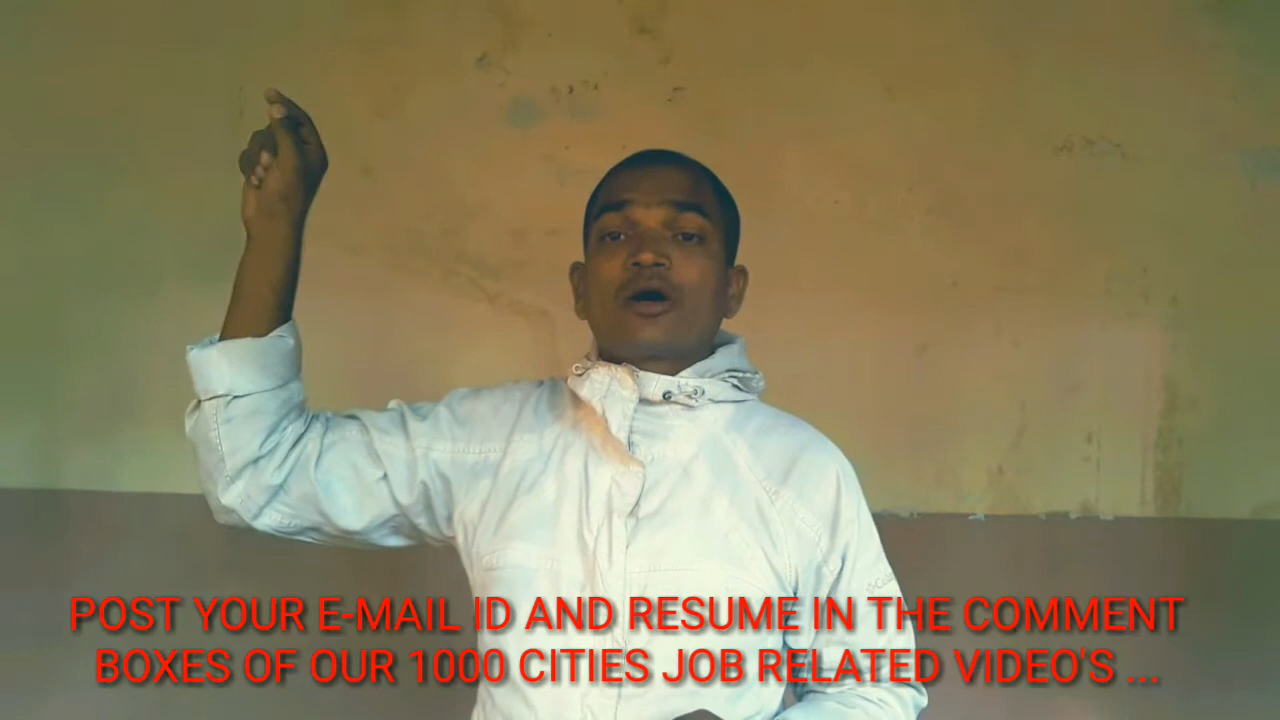 POST YOUR E-MAIL ID AND RESUME IN THE COMMENT
BOXES OF OUR 1000 CITIES JOB RELATED VIDEO'S ...